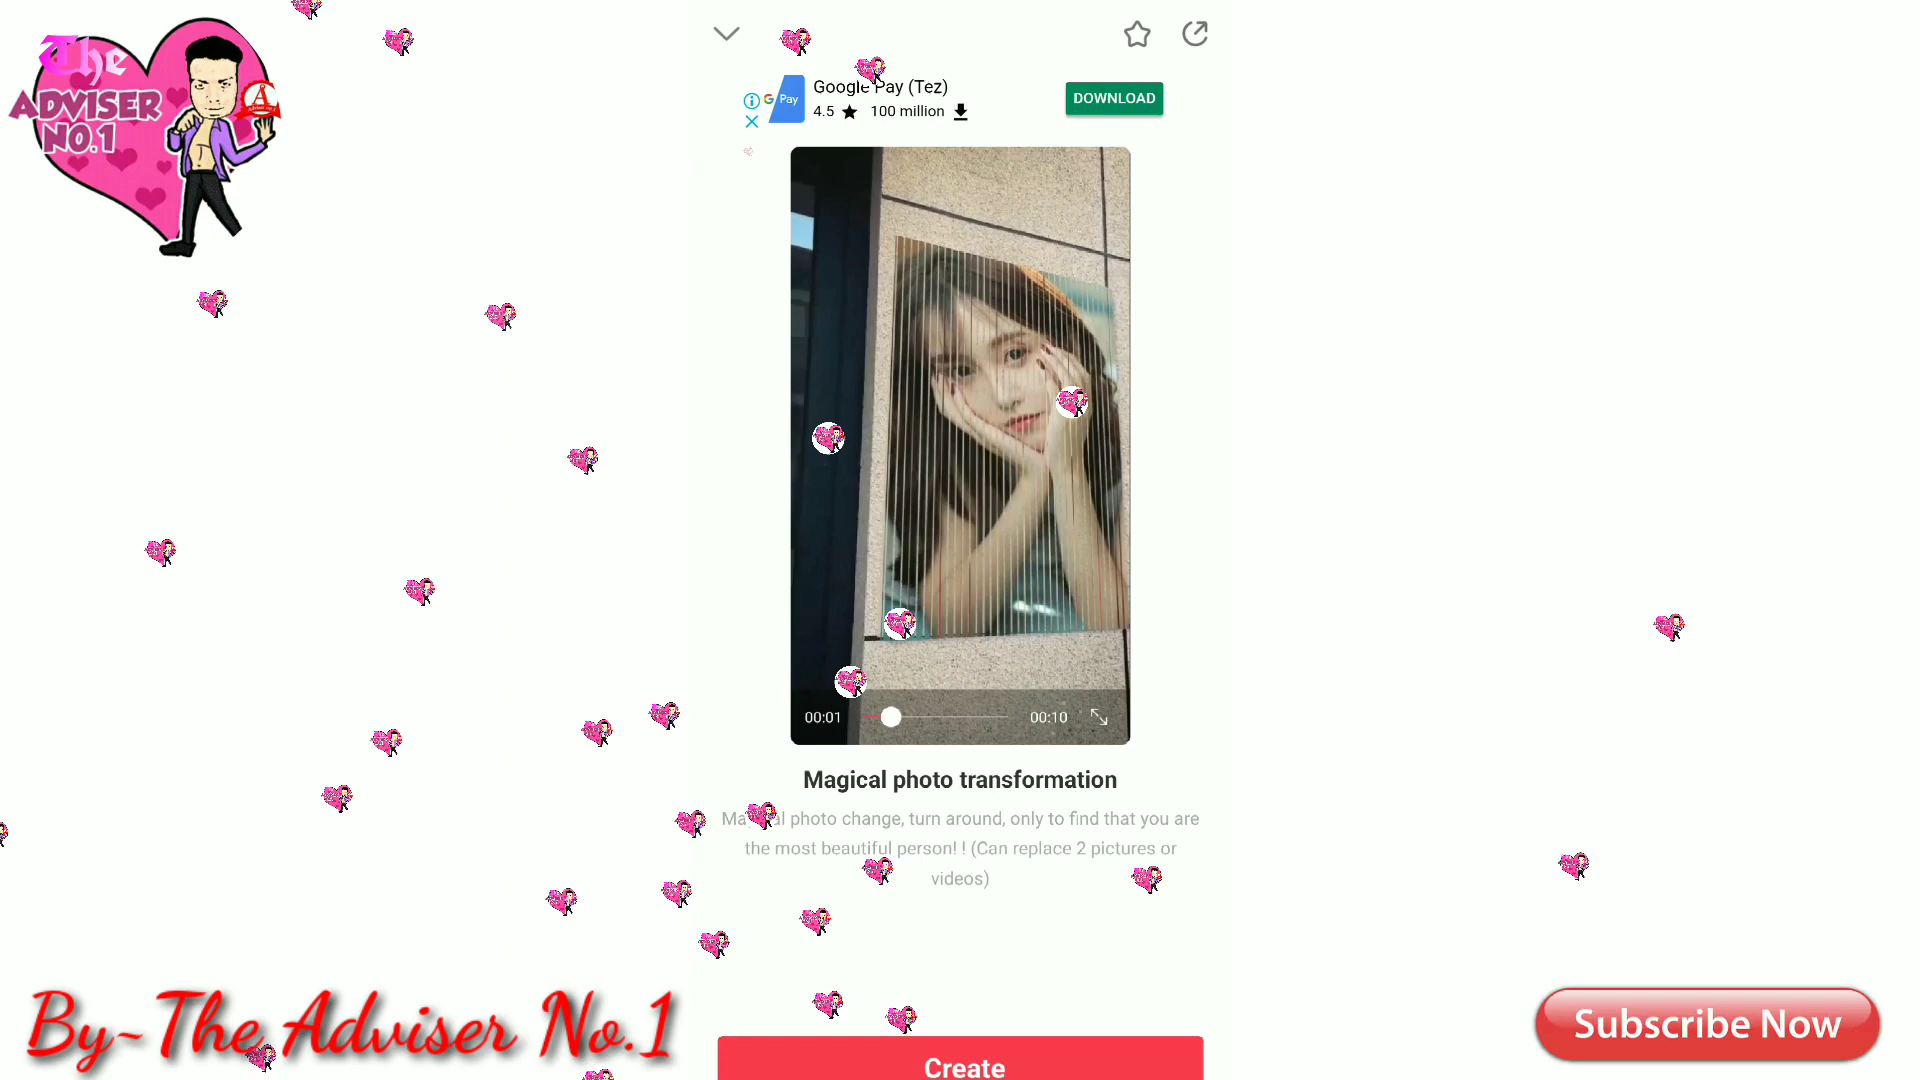 The
ADVISER
NO.1
G Pay
Google Pay (Tez)
4.5 ★ 100 million
DOWNLOAD
00:01
00:10
Magical photo transformation
photo change, turn around, only to find that you are
the most beautiful person! ! (Can replace 2 pictures or
videos)
By~The Adviser No.1
Subscribe Now
Create